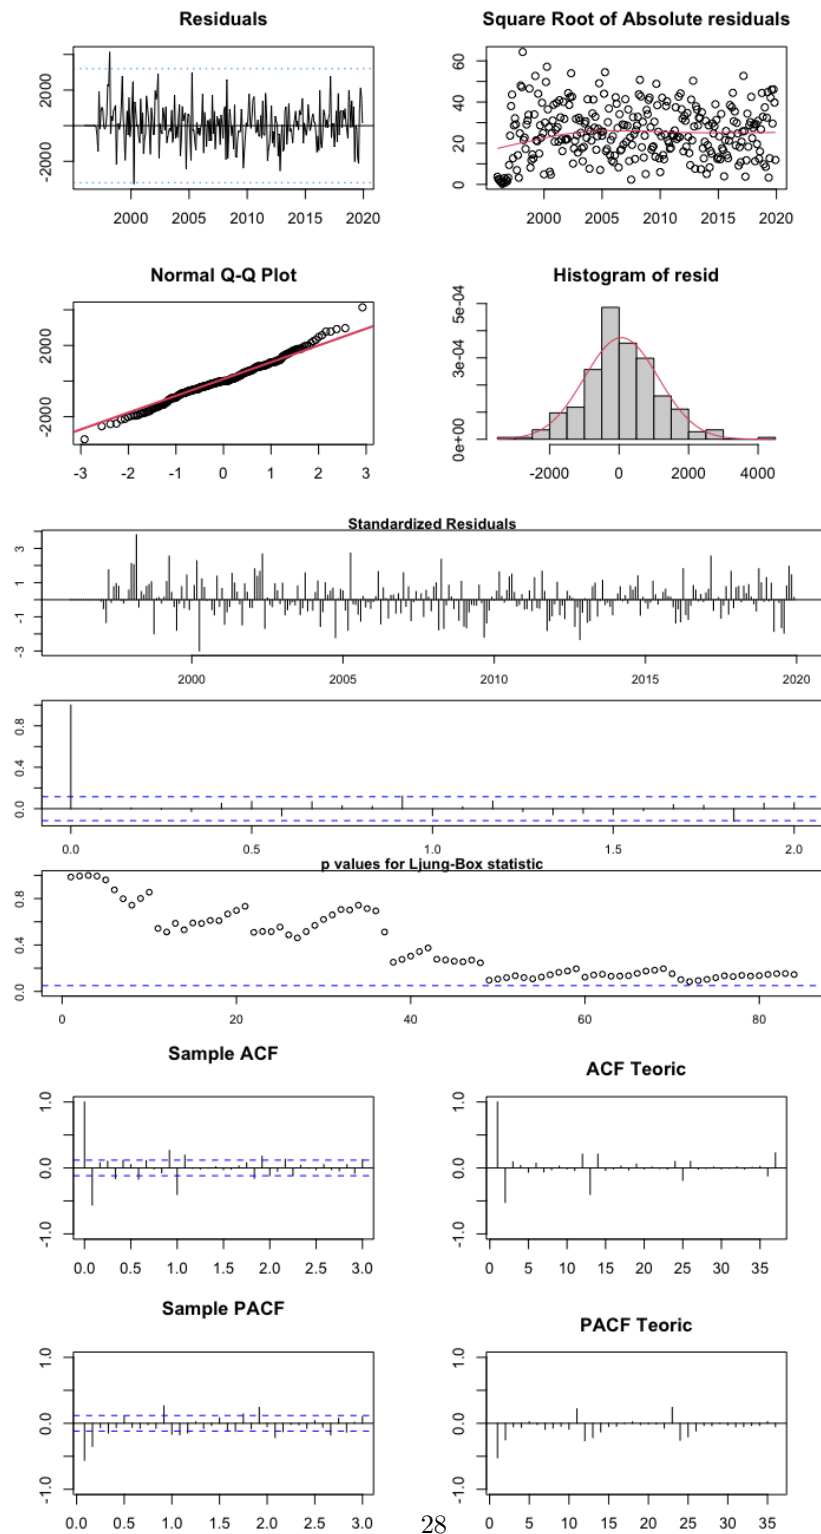 Residuals
Square Root of Absolute residuals
-2000 0 2000
2000 2005 2010 2015 2020
0 20 40 60
2000 2005 2010 2015 2020
Normal Q-Q Plot
Histogram of resid
-2000 2000
-3 -2 -1 0 1 2 3
0e+00 3e-04 5e-04
-2000 0 2000 4000
Standardized Residuals
-3 -1 1 3
2000 2005 2010 2015 2020
0.0 0.4 0.8
0.0 0.5 1.0 1.5 2.0
p values for Ljung-Box statistic
0.0 0.4 0.8
0 20 40 60 80
Sample ACF
ACF Teoric
-1.0 0.0 1.0
0.0 0.5 1.0 1.5 2.0 2.5 3.0
-1.0 0.0 1.0
0 5 10 15 20 25 30 35
Sample PACF
PACF Teoric
-1.0 0.0 1.0
0.0 0.5 1.0 1.5 2.0 2.5 3.0
-1.0 0.0 1.0
0 5 10 15 20 25 30 35
28